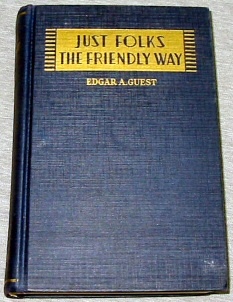 JUST FOLKS
THE FRIENDLY WAY
EDGAR A. GUEST